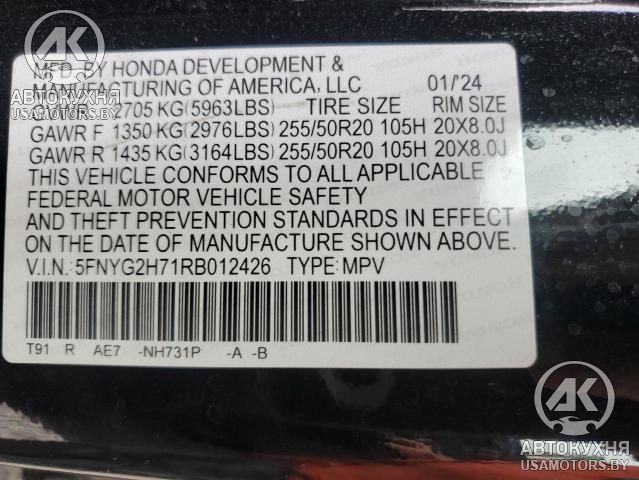 MFD. BY HONDA DEVELOPMENT &
MANUFACTURING OF AMERICA, LLC 01/'24
GVWR 2705 KG(5963LBS) TIRE SIZE RIM SIZE
GAWR F 1350 KG(2976LBS) 255/50R20 105H 20X8.0J
GAWR R 1435 KG(3164LBS) 255/50R20 105H 20X8.0J
THIS VEHICLE CONFORMS TO ALL APPLICABLE
FEDERAL MOTOR VEHICLE SAFETY
AND THEFT PREVENTION STANDARDS IN EFFECT
ON THE DATE OF MANUFACTURE SHOWN ABOVE.
V.I.N.: 5FNYG2H71RB012426 TYPE: MPV
T91 R AE7 -NH731P -A -B
АК
АВТОКУХНЯ
USAMOTORS.BY
АК
АВТОКУХНЯ
USAMOTORS.BY